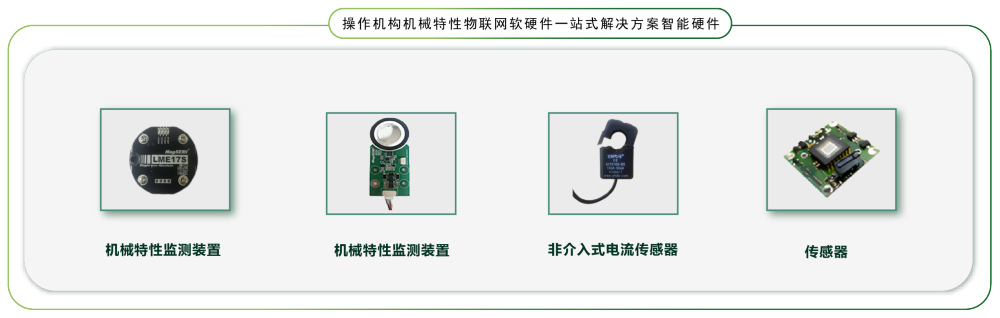 操作机构机械特性物联网软硬件一站式解决方案智能硬件
MagSENS
LME17S
机械特性监测装置
机械特性监测装置
非介入式电流传感器
传感器